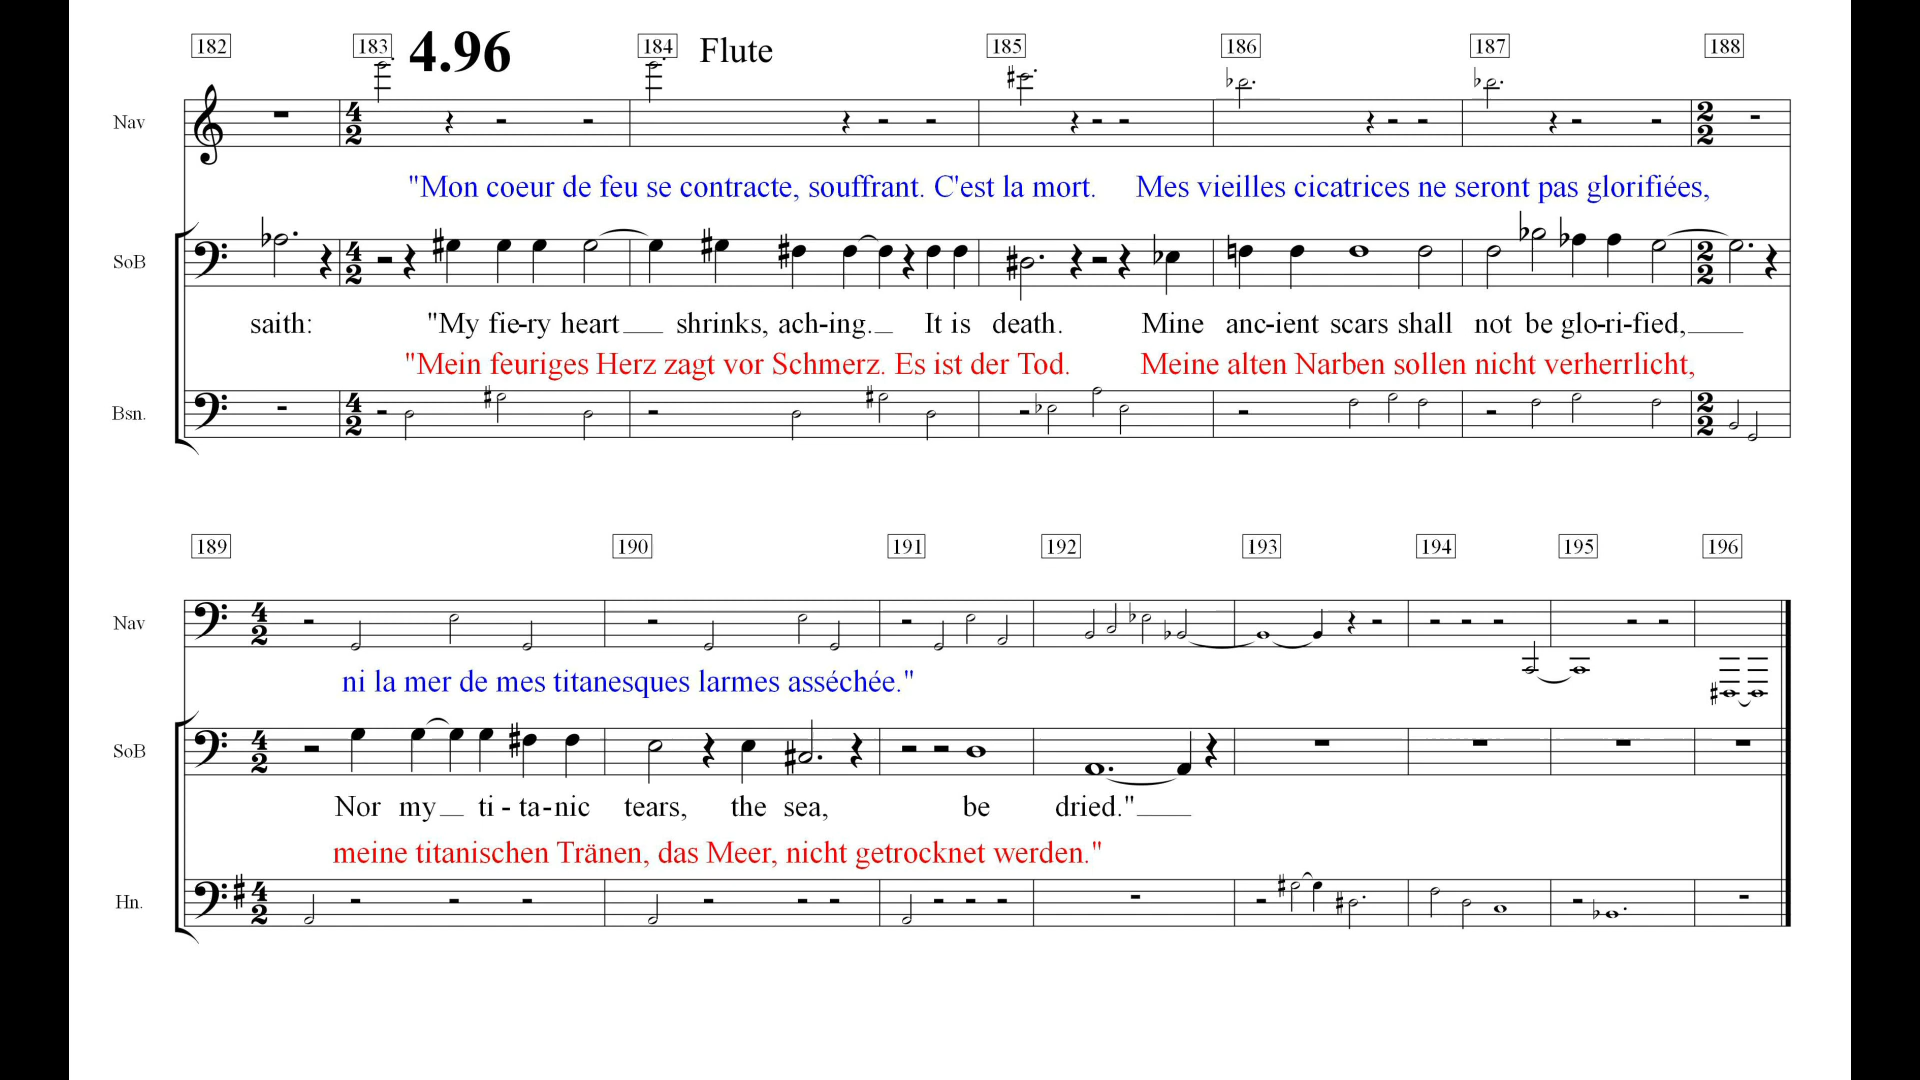 182 183 4.96 184 Flute 185 186 187 188
Nav
"Mon coeur de feu se contracte, souffrant. C'est la mort. Mes vieilles cicatrices ne seront pas glorifiées,
SoB
saith: "My fie-ry heart shrinks, ach-ing. It is death. Mine anc-ient scars shall not be glo-ri-fied,
"Mein feuriges Herz zagt vor Schmerz. Es ist der Tod. Meine alten Narben sollen nicht verherrlicht,
Bsn.
189 190 191 192 193 194 195 196
Nav
ni la mer de mes titanesques larmes asséchée."
SoB
Nor my ti-ta-nic tears, the sea, be dried."
meine titanischen Tränen, das Meer, nicht getrocknet werden."
Hn.